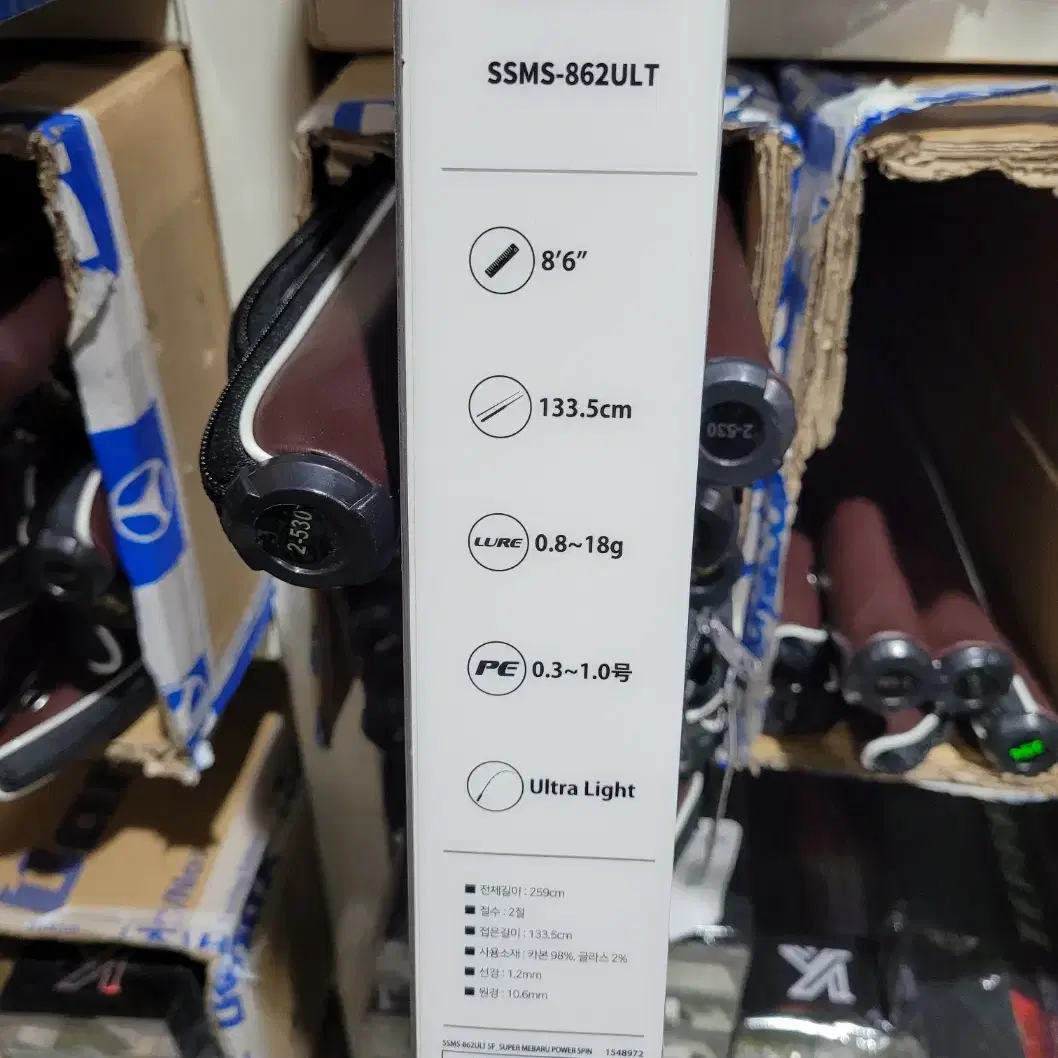 SSMS-862ULT
8'6"
133.5cm
LURE 0.8~18g
PE 0.3~1.0号
Ultra Light
■ 전체길이 : 259cm
■ 절수 : 2절
■ 접은길이 : 133.5cm
■ 사용소재 : 카본 98%, 글라스 2%
■ 선경 : 1.2mm
■ 원경 : 10.6mm
SSMS-862ULT SF_SUPER MEBARU POWER SPIN 1548972
2-530
2-530